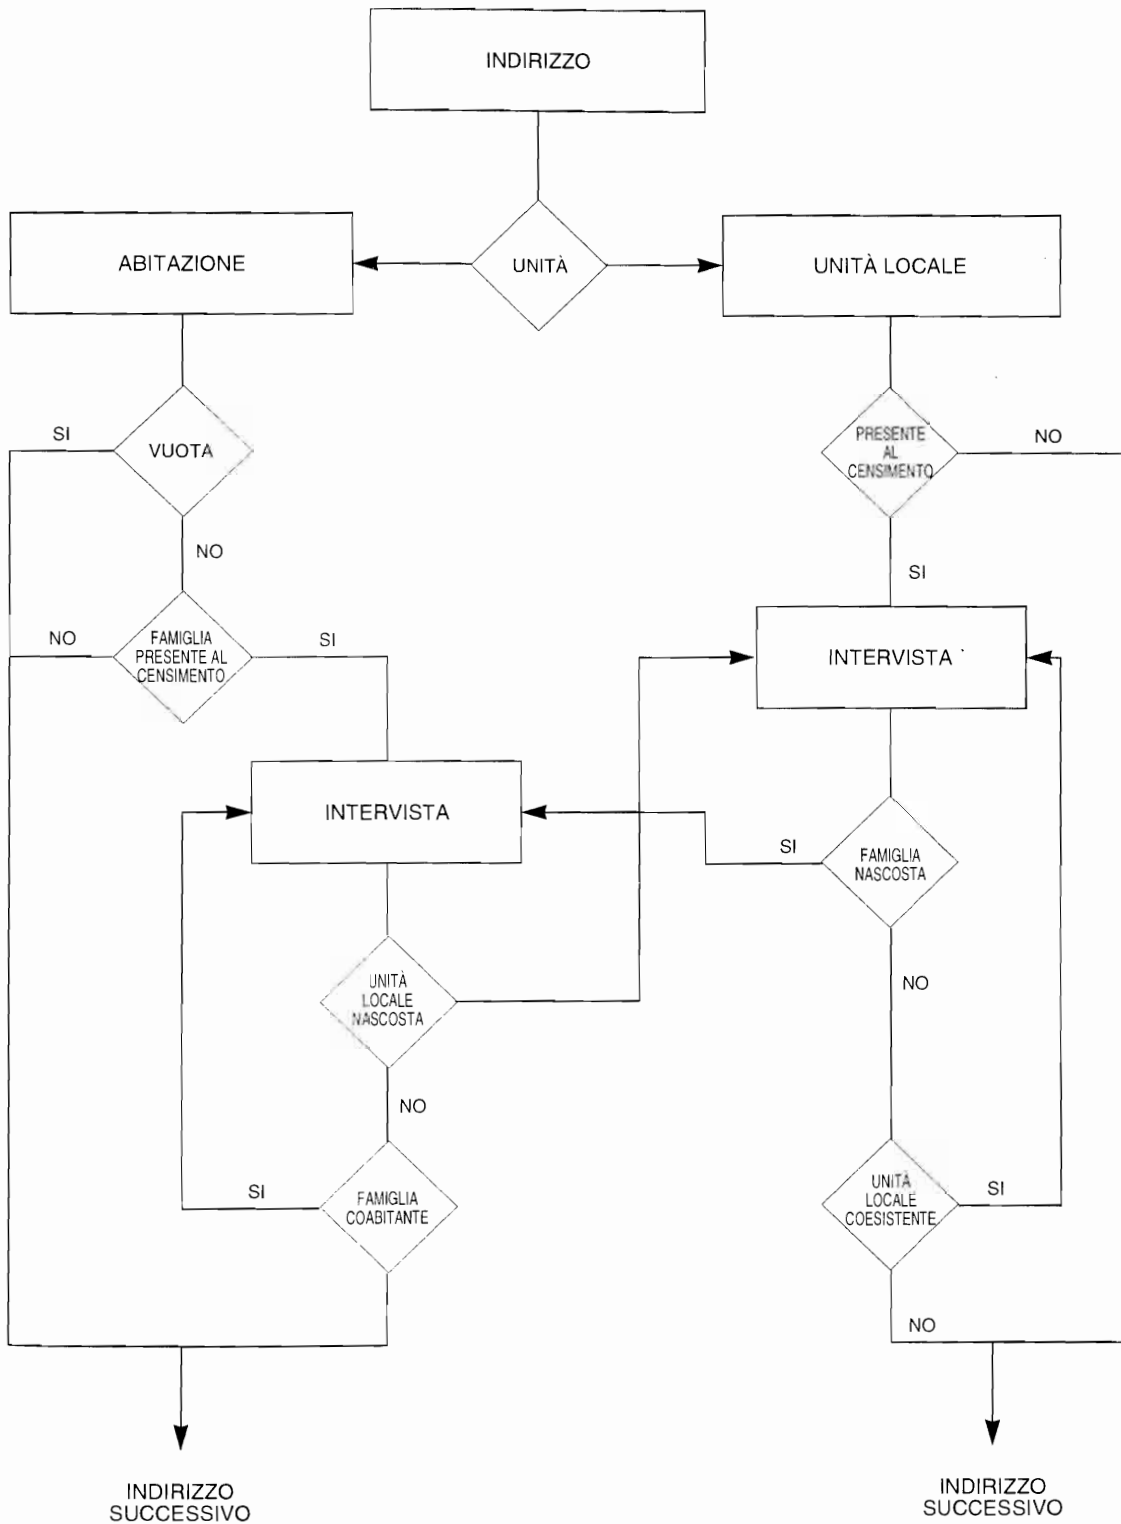 INDIRIZZO
ABITAZIONE
UNITÀ
UNITÀ LOCALE
SI
VUOTA
PRESENTE
AL
CENSIMENTO
NO
NO
SI
NO
FAMIGLIA
PRESENTE AL
CENSIMENTO
SI
INTERVISTA
INTERVISTA
SI
FAMIGLIA
NASCOSTA
UNITÀ
LOCALE
NASCOSTA
NO
NO
SI
FAMIGLIA
COABITANTE
UNITÀ
LOCALE
COESISTENTE
SI
NO
INDIRIZZO
SUCCESSIVO
INDIRIZZO
SUCCESSIVO